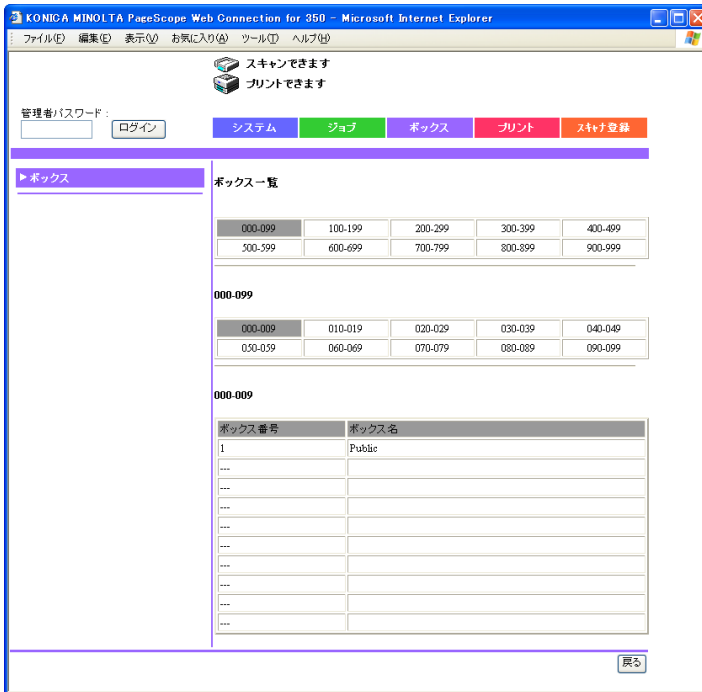 KONICA MINOLTA PageScope Web Connection for 350 - Microsoft Internet Explorer
ファイル(F) 編集(E) 表示(V) お気に入り(A) ツール(T) ヘルプ(H)
スキャンできます
プリントできます
管理者パスワード :
ログイン
システム ジョブ ボックス プリント スキャナ登録
ボックス
ボックス一覧
000-099 100-199 200-299 300-399 400-499
500-599 600-699 700-799 800-899 900-999
000-099
000-009 010-019 020-029 030-039 040-049
050-059 060-069 070-079 080-089 090-099
000-009
ボックス番号 ボックス名
1 Public
---
---
---
---
---
---
---
---
---
戻る